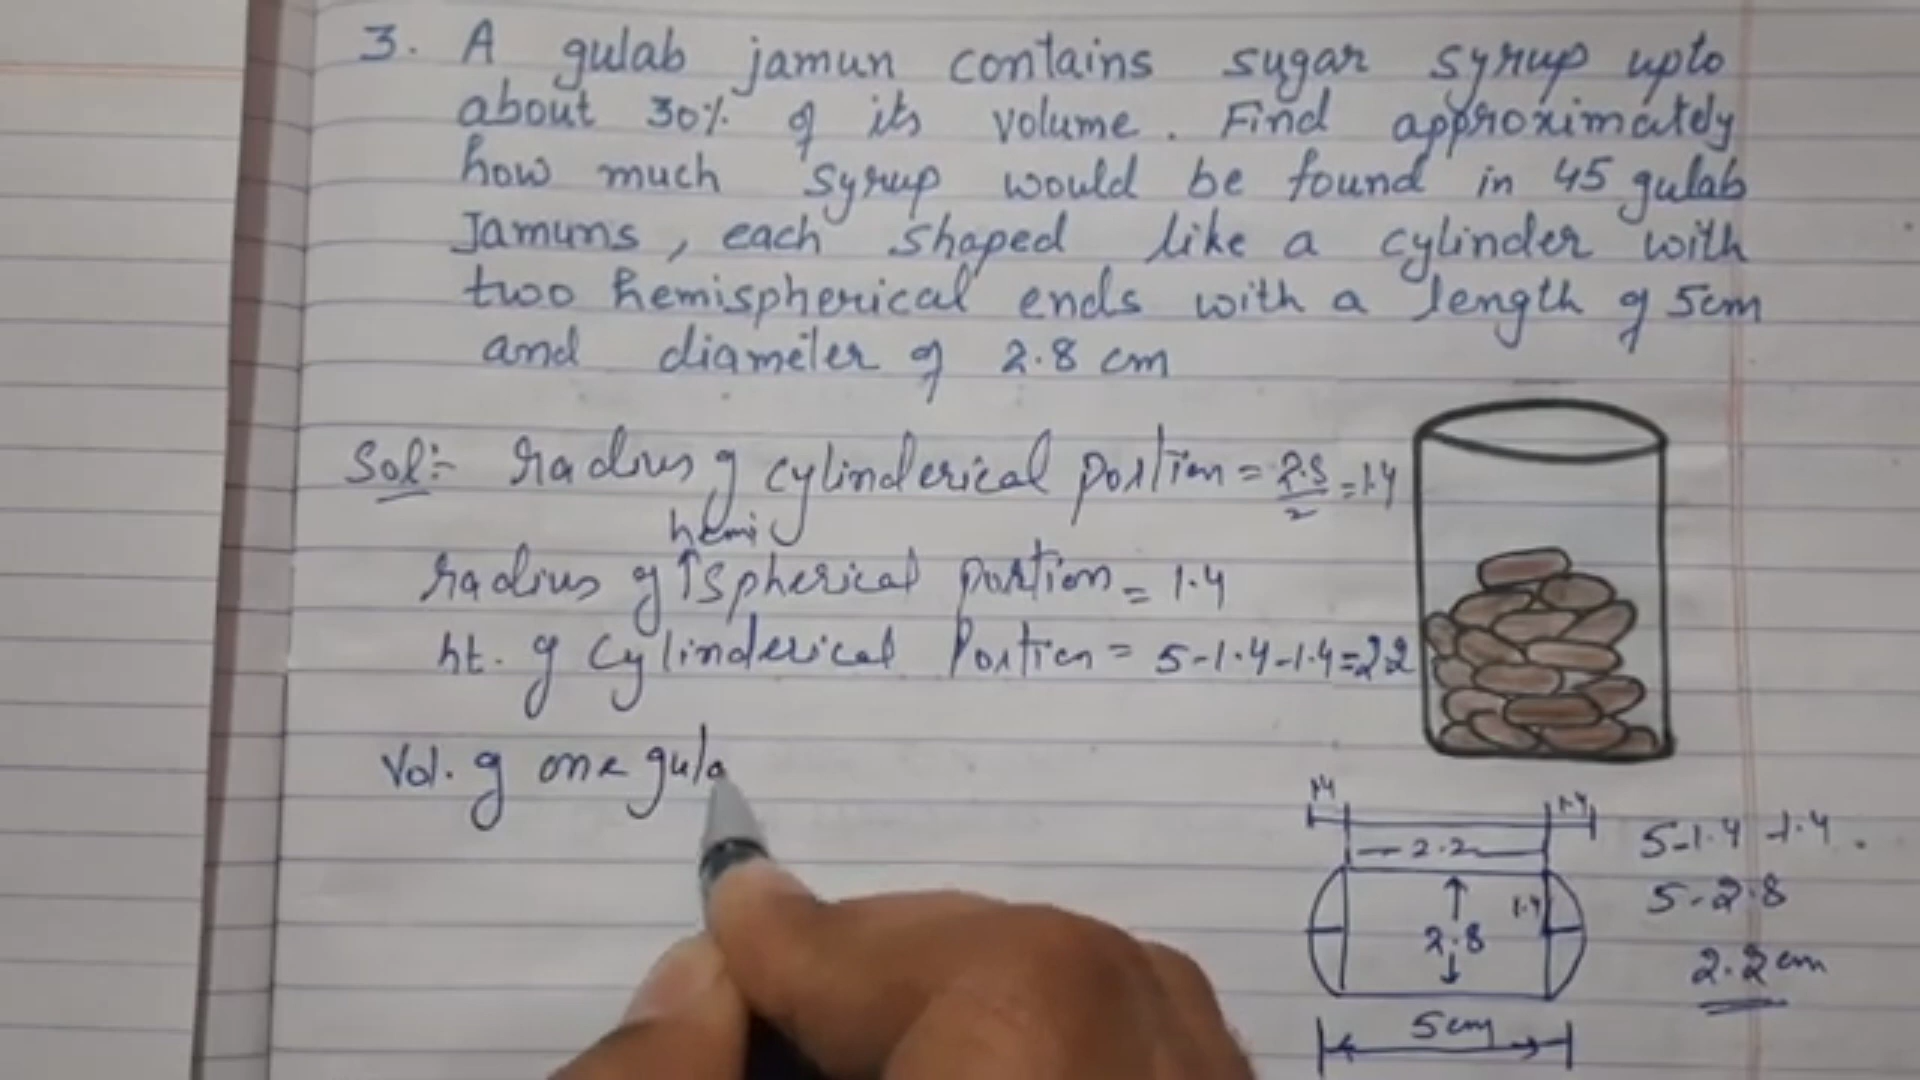 3. A gulab jamun contains sugar syrup upto
about 30% of its volume. Find approximately
how much syrup would be found in 45 gulab
Jamuns, each shaped like a cylinder with
two hemispherical ends with a length of 5cm
and diameter of 2.8 cm
Sol:- radius of cylinderical portion = 2.8/2 = 1.4
hemi
radius of ↑spherical portion = 1.4
ht. of cylinderical Portion = 5-1.4-1.4=2.2
Vol. of one gula
1.4 1.4
2.2
1.4
2.8
5cm
5-1.4-1.4.
5-2.8
2.2cm